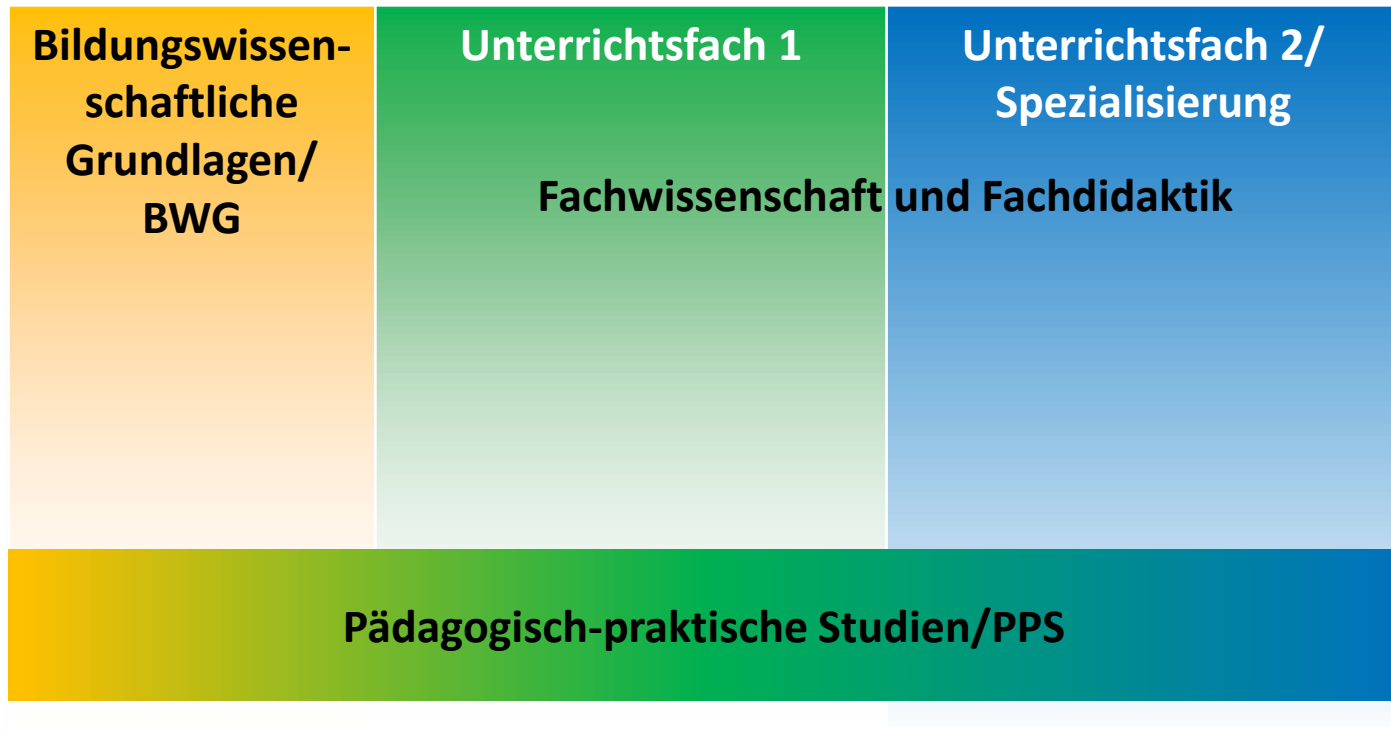 Bildungswissen-
schaftliche
Grundlagen/
BWG
Unterrichtsfach 1
Unterrichtsfach 2/
Spezialisierung
Fachwissenschaft und Fachdidaktik
Pädagogisch-praktische Studien/PPS